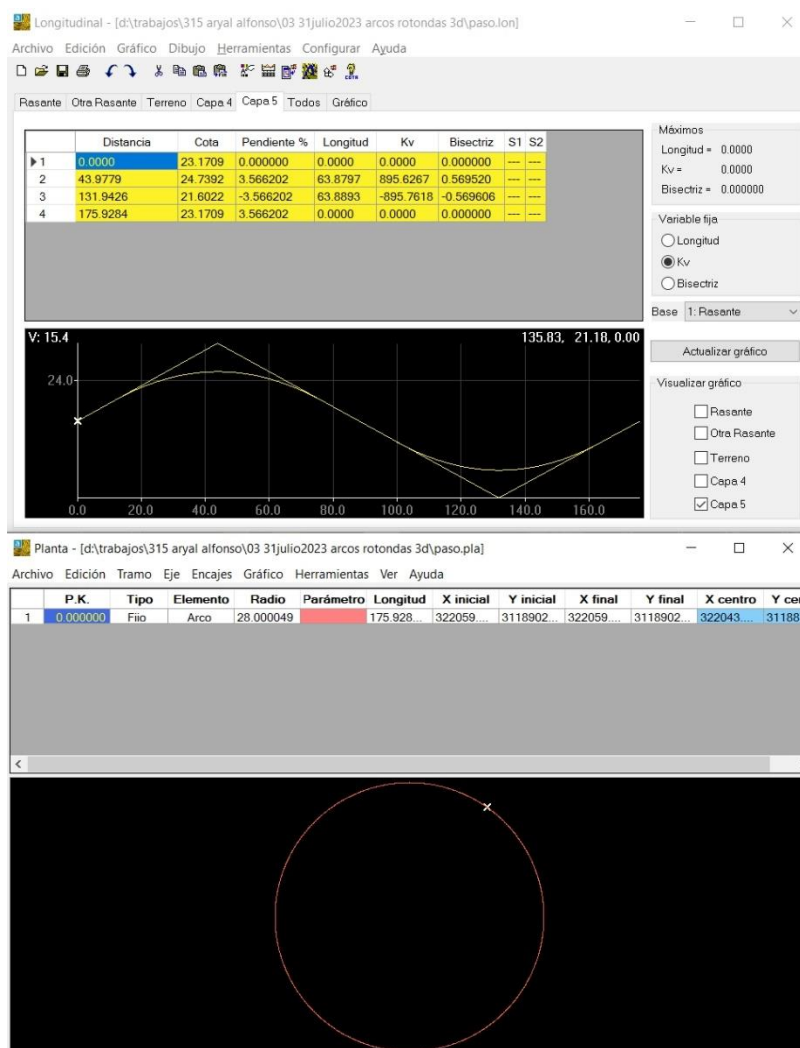 Longitudinal - [d:\trabajos\315 aryal alfonso\03 31julio2023 arcos rotondas 3d\paso.lon]
Archivo Edición Gráfico Dibujo Herramientas Configurar Ayuda
Rasante Otra Rasante Terreno Capa 4 Capa 5 Todos Gráfico
Distancia Cota Pendiente % Longitud Kv Bisectriz S1 S2
1 0.0000 23.1709 0.000000 0.0000 0.0000 0.000000 --- ---
2 43.9779 24.7392 3.566202 63.8797 895.6267 0.569520 --- ---
3 131.9426 21.6022 -3.566202 63.8893 -895.7618 -0.569606 --- ---
4 175.9284 23.1709 3.566202 0.0000 0.0000 0.000000 --- ---
Máximos
Longitud = 0.0000
Kv = 0.0000
Bisectriz = 0.000000
Variable fija
Longitud
Kv
Bisectriz
Base 1: Rasante
Actualizar gráfico
Visualizar gráfico
Rasante
Otra Rasante
Terreno
Capa 4
Capa 5
V: 15.4 135.83, 21.18, 0.00
24.0
0.0 20.0 40.0 60.0 80.0 100.0 120.0 140.0 160.0
Planta - [d:\trabajos\315 aryal alfonso\03 31julio2023 arcos rotondas 3d\paso.pla]
Archivo Edición Tramo Eje Encajes Gráfico Herramientas Ver Ayuda
P.K. Tipo Elemento Radio Parámetro Longitud X inicial Y inicial X final Y final X centro Y cer
1 0.000000 Fijo Arco 28.000049 175.928... 322059.... 3118902... 322059.... 3118902... 322043.... 31188